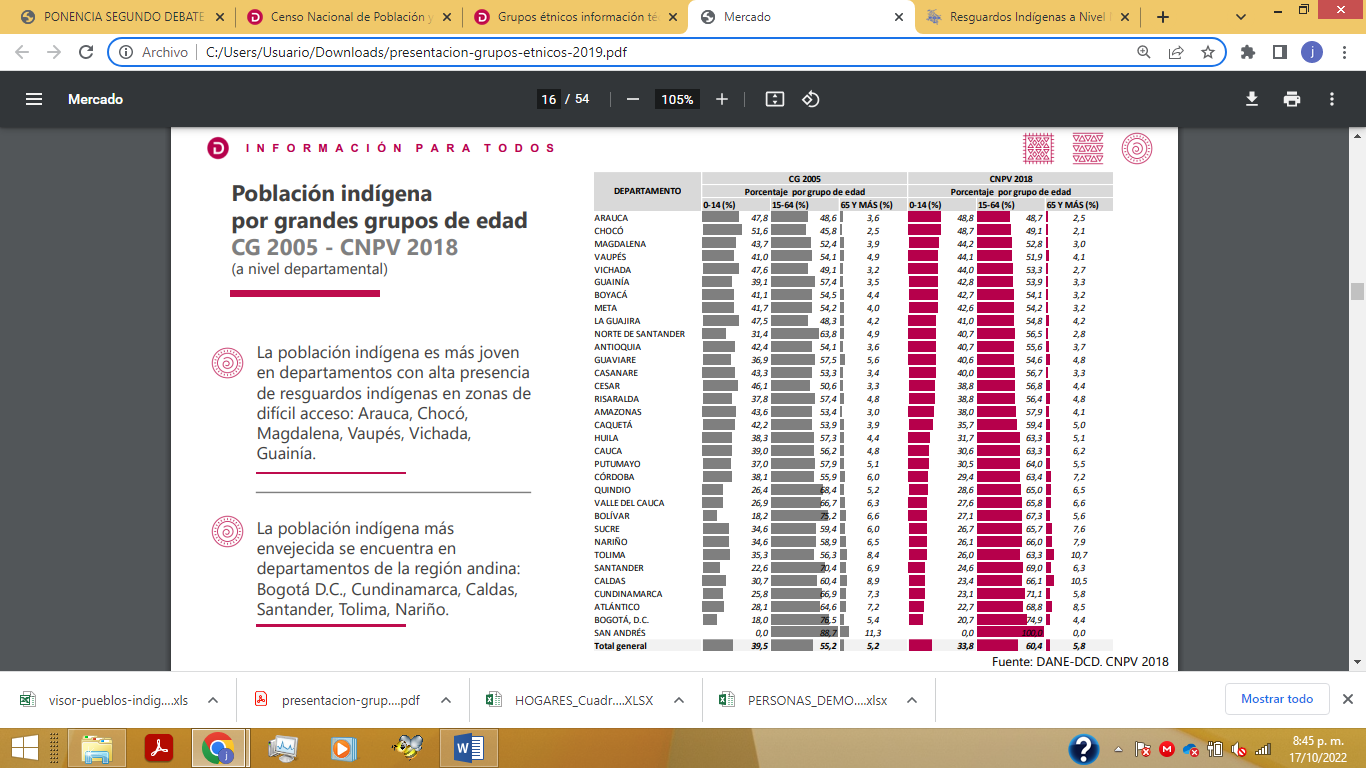 PONENCIA SEGUNDO DEBATE
Censo Nacional de Población y
Grupos étnicos información té
Mercado
Resguardos Indígenas a Nivel
Archivo C:/Users/Usuario/Downloads/presentacion-grupos-etnicos-2019.pdf
j
Mercado 16 / 54 105%
INFORMACIÓN PARA TODOS
Población indígena
por grandes grupos de edad
CG 2005 - CNPV 2018
(a nivel departamental)
La población indígena es más joven
en departamentos con alta presencia
de resguardos indígenas en zonas de
difícil acceso: Arauca, Chocó,
Magdalena, Vaupés, Vichada,
Guainía.
La población indígena más
envejecida se encuentra en
departamentos de la región andina:
Bogotá D.C., Cundinamarca, Caldas,
Santander, Tolima, Nariño.
DEPARTAMENTO CG 2005 CNPV 2018
Porcentaje por grupo de edad Porcentaje por grupo de edad
0-14 (%) 15-64 (%) 65 Y MÁS (%) 0-14 (%) 15-64 (%) 65 Y MÁS (%)
ARAUCA 47,8 48,6 3,6 48,8 48,7 2,5
CHOCÓ 51,6 45,8 2,5 48,7 49,1 2,1
MAGDALENA 43,7 52,4 3,9 44,2 52,8 3,0
VAUPÉS 41,0 54,1 4,9 44,1 51,9 4,1
VICHADA 47,6 49,1 3,2 44,0 53,3 2,7
GUAINÍA 39,1 57,4 3,5 42,8 53,9 3,3
BOYACÁ 41,1 54,5 4,4 42,7 54,1 3,2
META 41,7 54,2 4,0 42,6 54,2 3,2
LA GUAJIRA 47,5 48,3 4,2 41,0 54,8 4,2
NORTE DE SANTANDER 31,4 63,8 4,9 40,7 56,5 2,8
ANTIOQUIA 42,4 54,1 3,6 40,7 55,6 3,7
GUAVIARE 36,9 57,5 5,6 40,6 54,6 4,8
CASANARE 43,3 53,3 3,4 40,0 56,7 3,3
CESAR 46,1 50,6 3,3 38,8 56,8 4,4
RISARALDA 37,8 57,4 4,8 38,8 56,4 4,8
AMAZONAS 43,6 53,4 3,0 38,0 57,9 4,1
CAQUETÁ 42,2 53,9 3,9 35,7 59,4 5,0
HUILA 38,3 57,3 4,4 31,7 63,3 5,1
CAUCA 39,0 56,2 4,8 30,6 63,3 6,2
PUTUMAYO 37,0 57,9 5,1 30,5 64,0 5,5
CÓRDOBA 38,1 55,9 6,0 29,4 63,4 7,2
QUINDIO 26,4 68,4 5,2 28,6 65,0 6,5
VALLE DEL CAUCA 26,9 66,7 6,3 27,6 65,8 6,6
BOLÍVAR 18,2 75,2 6,6 27,1 67,3 5,6
SUCRE 34,6 59,4 6,0 26,7 65,7 7,6
NARIÑO 34,6 58,9 6,5 26,1 66,0 7,9
TOLIMA 35,3 56,3 8,4 26,0 63,3 10,7
SANTANDER 22,6 70,4 6,9 24,6 69,0 6,3
CALDAS 30,7 60,4 8,9 23,4 66,1 10,5
CUNDINAMARCA 25,8 66,9 7,3 23,1 71,1 5,8
ATLÁNTICO 28,1 64,6 7,2 22,7 68,8 8,5
BOGOTÁ, D.C. 18,0 76,5 5,4 20,7 74,9 4,4
SAN ANDRÉS 0,0 88,7 11,3 0,0 100,0 0,0
Total general 39,5 55,2 5,2 33,8 60,4 5,8
Fuente: DANE-DCD. CNPV 2018
visor-pueblos-indig....xls
presentacion-grup....pdf
HOGARES_Cuadr....XLSX
PERSONAS_DEMO....xlsx
Mostrar todo
8:45 p. m.
17/10/2022